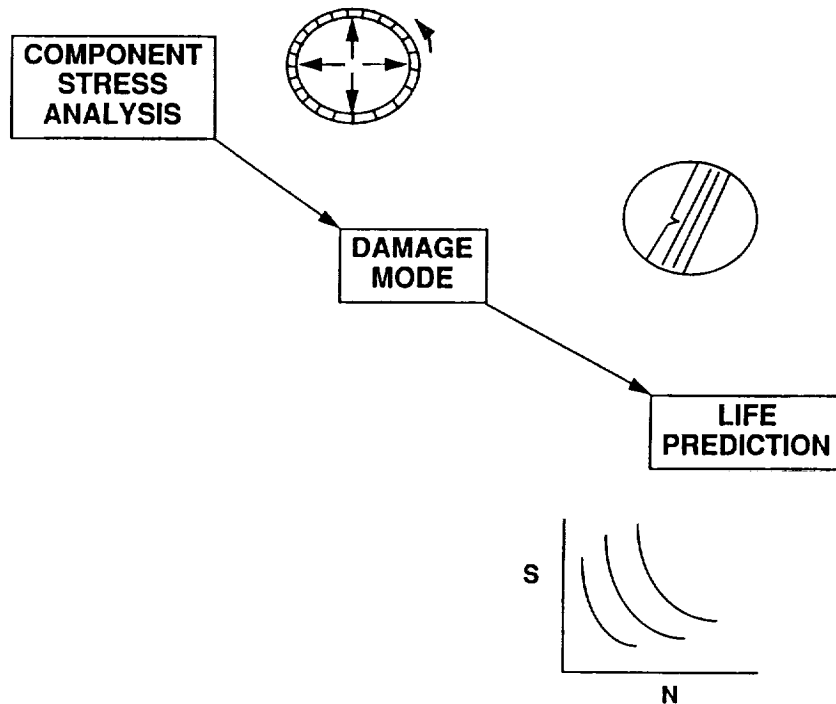 COMPONENT
STRESS
ANALYSIS
DAMAGE
MODE
LIFE
PREDICTION
S
N